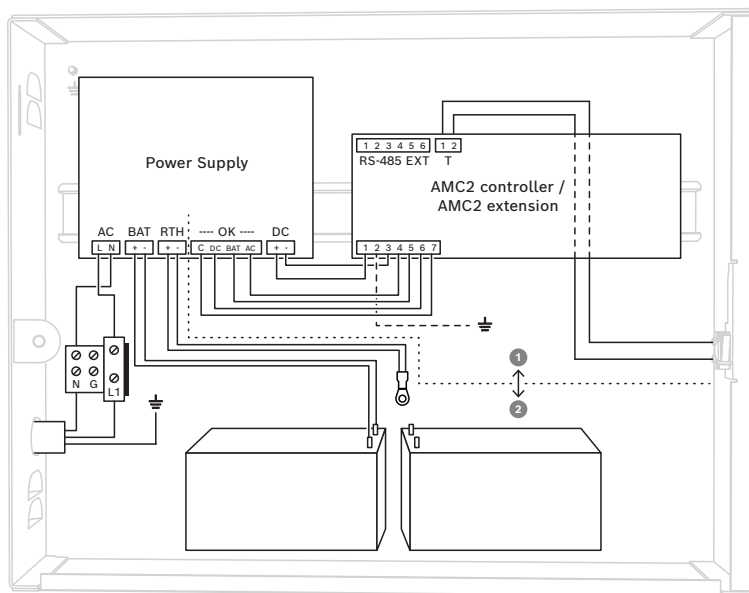 Power Supply
AC BAT RTH ---- OK ---- DC
L N + - + - C DC BAT AC + -
1 2 3 4 5 6 1 2
RS-485 EXT T
AMC2 controller /
AMC2 extension
1 2 3 4 5 6 7
N G L1
1
2